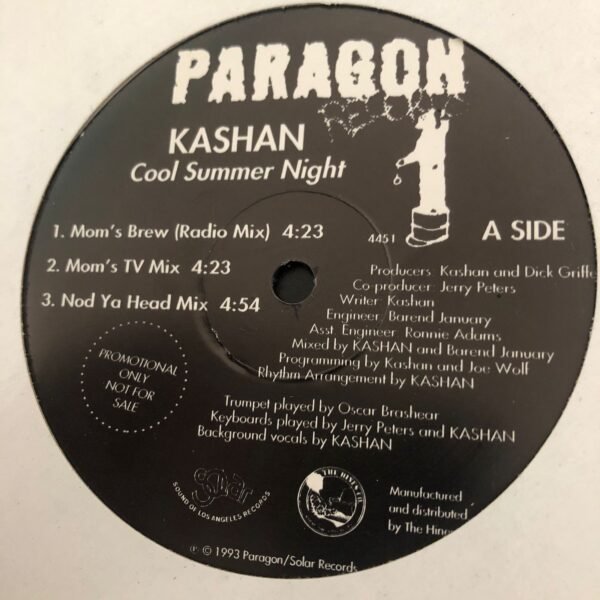 PARAGON
RECORDS
1
KASHAN
Cool Summer Night
1. Mom's Brew (Radio Mix) 4:23
4451
A SIDE
2. Mom's TV Mix 4:23
3. Nod Ya Head Mix 4:54
Producers Kashan and Dick Griffe
Co producer Jerry Peters
Writer Kashan
Engineer Barend January
Asst Engineer Ronnie Adams
Mixed by KASHAN and Barend January
Programming by Kashan and Joe Wolf
Rhythm Arrangement by KASHAN
PROMOTIONAL
ONLY
NOT FOR
SALE
Trumpet played by Oscar Brashear
Keyboards played by Jerry Peters and KASHAN
Background vocals by KASHAN
Solar
SOUND OF LOS ANGELES RECORDS
THE HINES CO.
Manufactured
and distributed
by The Hine
℗ © 1993 Paragon/Solar Records